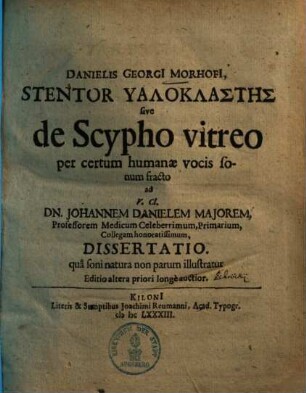 DANIELIS GEORGI MORHOFI,
STENTOR ΥΑΛΟΚΛΑΣΤΗΣ
sive
de Scypho vitreo
per certum humanæ vocis so-
num fracto
ad
V. Cl.
DN. JOHANNEM DANIELEM MAJOREM,
Professorem Medicum Celeberrimum, Primarium,
Collegam honoratissimum,
DISSERTATIO.
quâ soni natura non parum illustratur
Editio altera priori longè auctior.
KILONI
Literis & Sumptibus Joachimi Reumanni, Acad. Typogr.
cIɔ Iɔc LXXXIII.